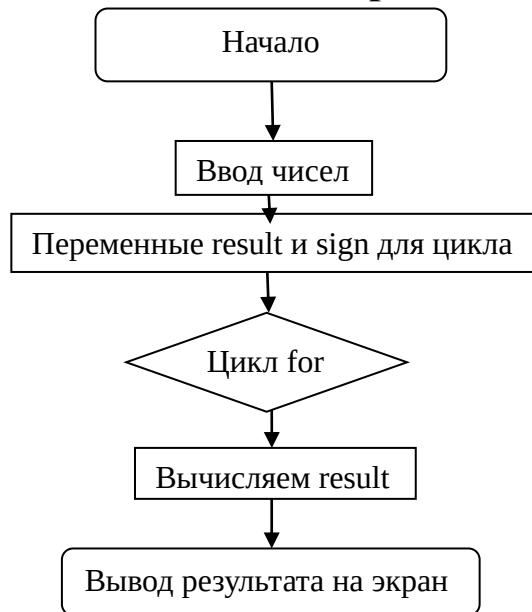 Начало
Ввод чисел
Переменные result и sign для цикла
Цикл for
Вычисляем result
Вывод результата на экран